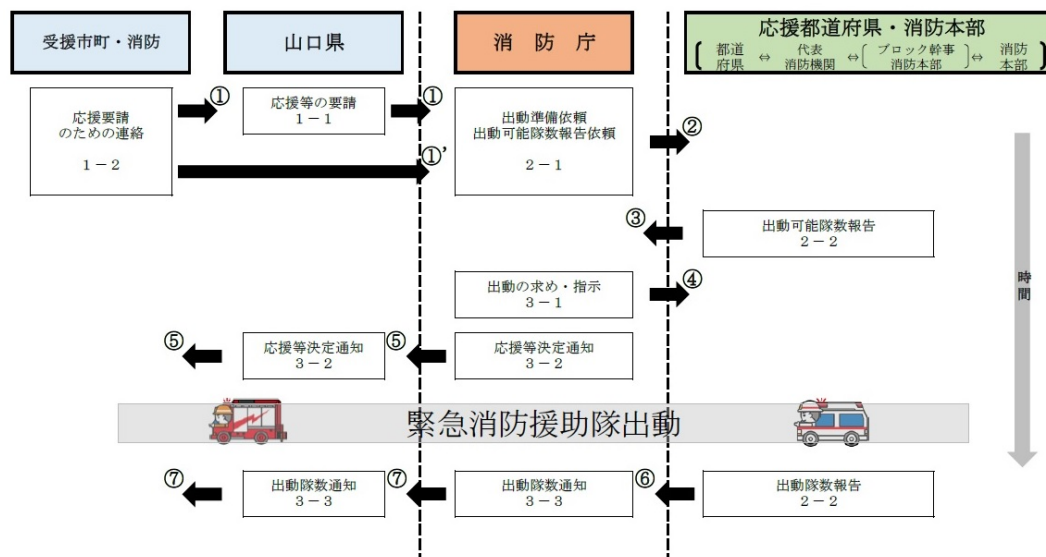 受援市町・消防
山口県
消 防 庁
応援都道府県・消防本部
都道府県 ⇔ 代表消防機関 ⇔ ブロック幹事消防本部 ⇔ 消防本部
応援要請
のための連絡
1－2
①
応援等の要請
1－1
①
①’
出動準備依頼
出動可能隊数報告依頼
2－1
②
③
出動可能隊数報告
2－2
出動の求め・指示
3－1
④
⑤
応援等決定通知
3－2
⑤
応援等決定通知
3－2
時間
緊急消防援助隊出動
⑦
出動隊数通知
3－3
⑦
出動隊数通知
3－3
⑥
出動隊数報告
2－2